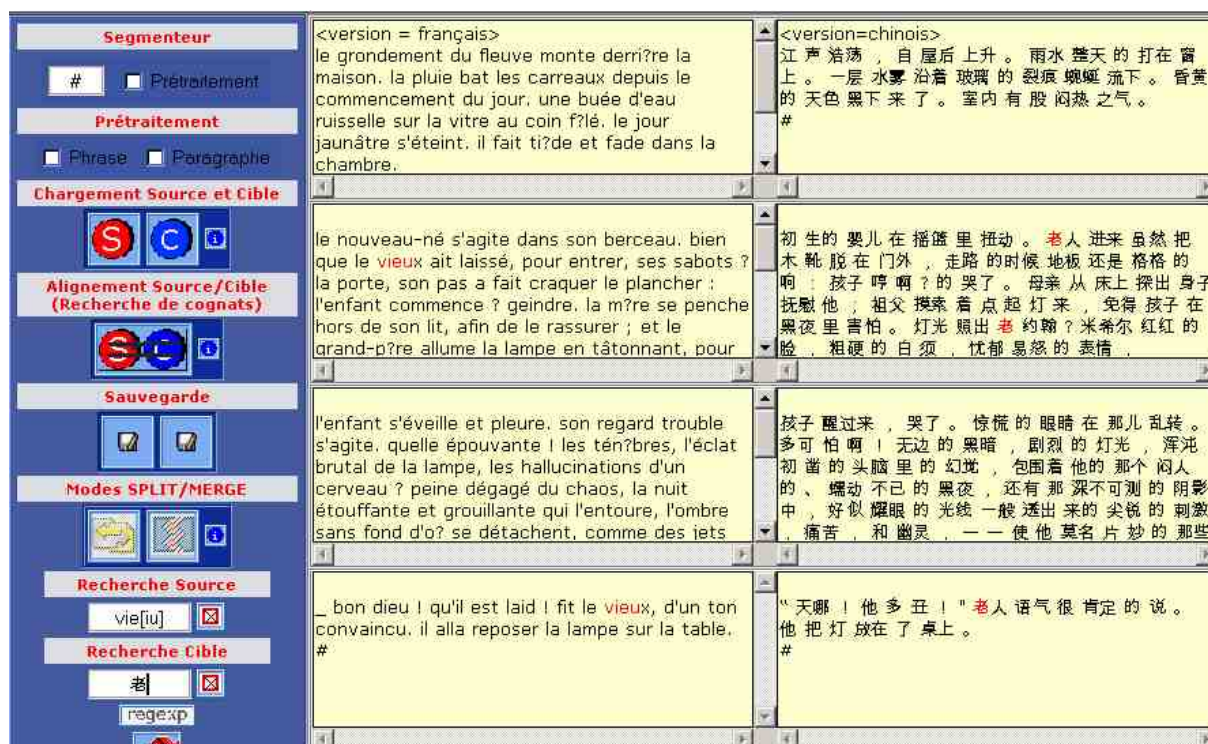 Segmenteur
#
Prétraitement
Prétraitement
Phrase
Paragraphe
Chargement Source et Cible
S
C
Alignement Source/Cible
(Recherche de cognats)
S C
Sauvegarde
Modes SPLIT/MERGE
Recherche Source
vie[iu]
Recherche Cible
老
regexp
<version = français>
le grondement du fleuve monte derri?re la
maison. la pluie bat les carreaux depuis le
commencement du jour. une buée d'eau
ruisselle sur la vitre au coin f?lé. le jour
jaunâtre s'éteint. il fait ti?de et fade dans la
chambre.
<version=chinois>
江 声 浩荡 ， 自 屋后 上升 。 雨水 整天 的 打在 窗
上 。 一层 水雾 沿着 玻璃 的 裂痕 蜿蜒 流下 。 昏黄
的 天色 黑下 来 了 。 室内 有 股 闷热 之气 。
#
le nouveau-né s'agite dans son berceau. bien
que le vieux ait laissé, pour entrer, ses sabots ?
la porte, son pas a fait craquer le plancher :
l'enfant commence ? geindre. la m?re se penche
hors de son lit, afin de le rassurer ; et le
grand-p?re allume la lampe en tâtonnant, pour
初 生的 婴儿 在 摇篮 里 扭动 。 老人 进来 虽然 把
木 靴 脱 在 门外 ， 走路 的时候 地板 还是 格格 的
响 ： 孩子 哼 啊 ? 的 哭了 。 母亲 从 床上 探出 身子
抚慰 他 ； 祖父 摸索 着 点 起 灯 来 ， 免得 孩子 在
黑夜 里 害怕 。 灯光 照出 老 约翰 ? 米希尔 红红 的
脸 ， 粗硬 的 白 须 ， 忧郁 易怒 的 表情 ，
l'enfant s'éveille et pleure. son regard trouble
s'agite. quelle épouvante ! les tén?bres, l'éclat
brutal de la lampe, les hallucinations d'un
cerveau ? peine dégagé du chaos, la nuit
étouffante et grouillante qui l'entoure, l'ombre
sans fond d'o? se détachent, comme des jets
孩子 醒过来 ， 哭了 。 惊慌 的 眼睛 在 那儿 乱转 。
多可 怕 啊 ！ 无边 的 黑暗 ， 剧烈 的 灯光 ， 浑沌
初 凿 的 头脑 里 的 幻觉 ， 包围着 他的 那个 闷人
的 、 蠕动 不已 的 黑夜 ， 还有 那 深不可测 的 阴影
中 ， 好似 耀眼 的 光线 一般 透出 来的 尖锐 的 刺激
， 痛苦 ， 和 幽灵 ， — — 使 他 莫名 片 妙 的 那些
_ bon dieu ! qu'il est laid ! fit le vieux, d'un ton
convaincu. il alla reposer la lampe sur la table.
#
“ 天哪 ！ 他 多 丑 ！ "老人 语气 很 肯定 的 说 。
他 把 灯 放在 了 桌上 。
#